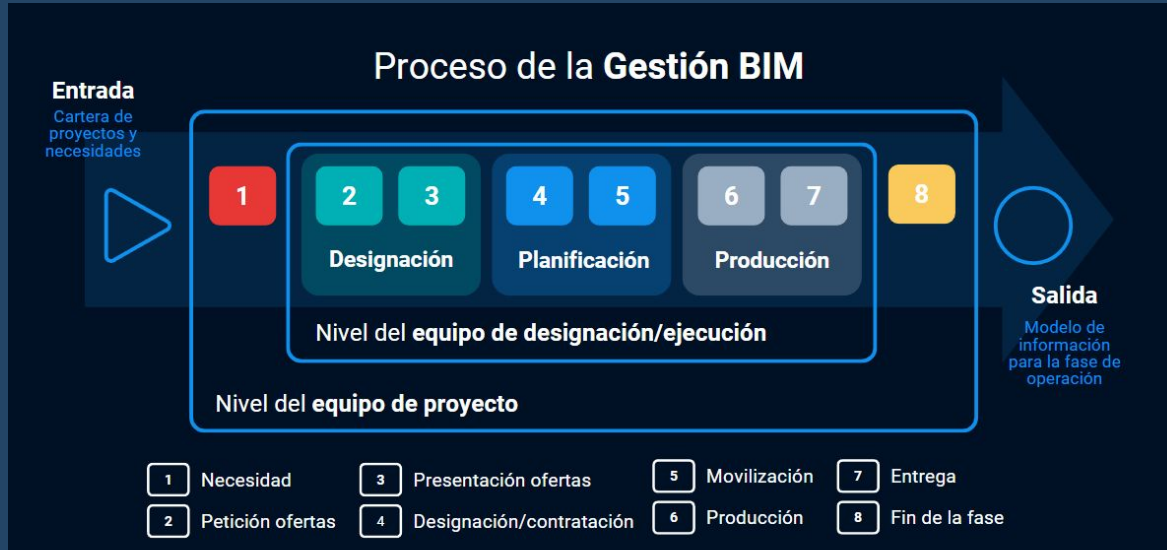 Proceso de la Gestión BIM
Entrada
Cartera de
proyectos y
necesidades
1
2
3
4
5
6
7
8
Designación
Planificación
Producción
Nivel del equipo de designación/ejecución
Nivel del equipo de proyecto
Salida
Modelo de
información
para la fase de
operación
1 Necesidad
2 Petición ofertas
3 Presentación ofertas
4 Designación/contratación
5 Movilización
6 Producción
7 Entrega
8 Fin de la fase